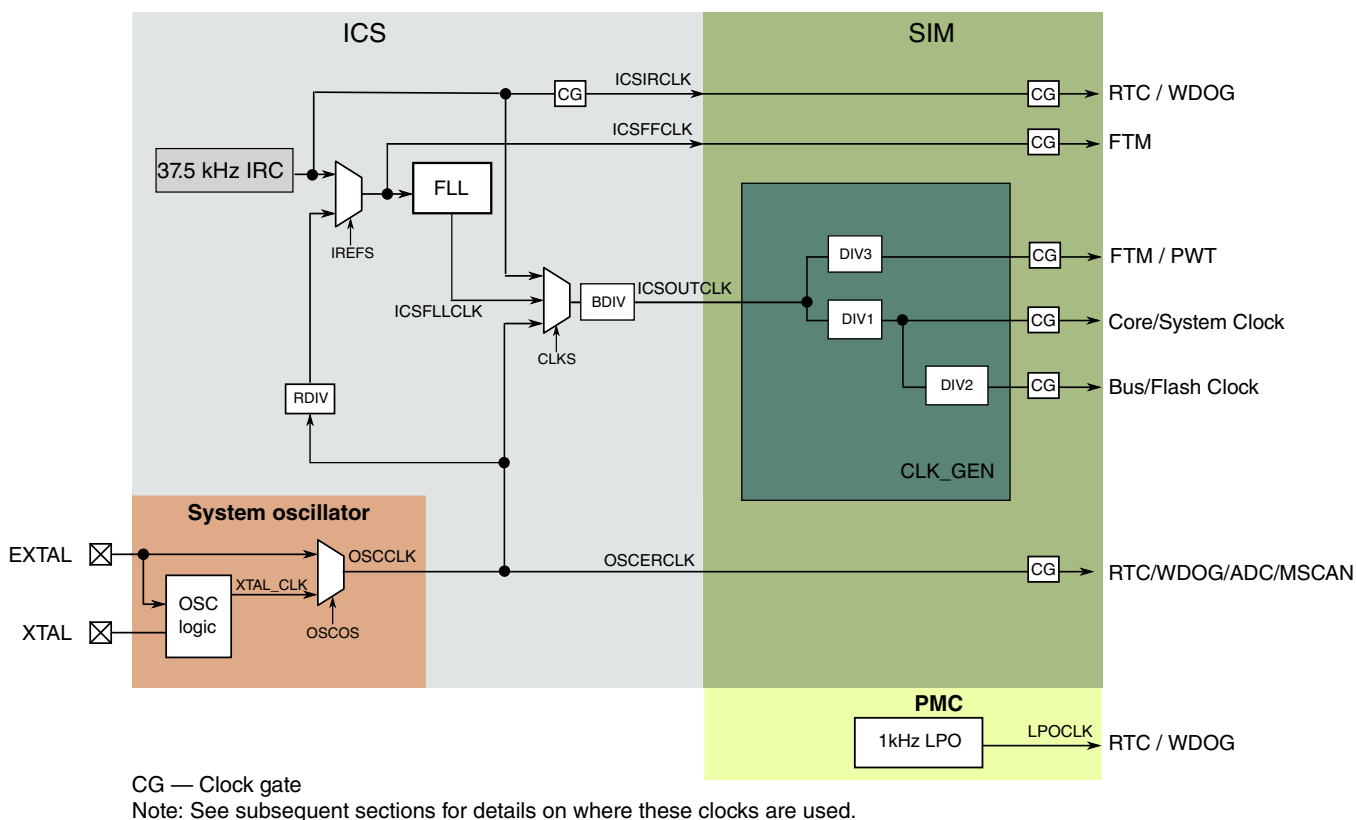 ICS
SIM
ICSIRCLK
CG
CG
RTC / WDOG
ICSFFCLK
CG
FTM
37.5 kHz IRC
FLL
IREFS
DIV3
CG
FTM / PWT
ICSFLLCLK
BDIV
ICSOUTCLK
DIV1
CG
Core/System Clock
CLKS
RDIV
DIV2
CG
Bus/Flash Clock
CLK_GEN
System oscillator
EXTAL
OSCCLK
OSCERCLK
CG
RTC/WDOG/ADC/MSCAN
XTAL_CLK
OSC
logic
XTAL
OSCOS
PMC
1kHz LPO
LPOCLK
RTC / WDOG
CG — Clock gate
Note: See subsequent sections for details on where these clocks are used.